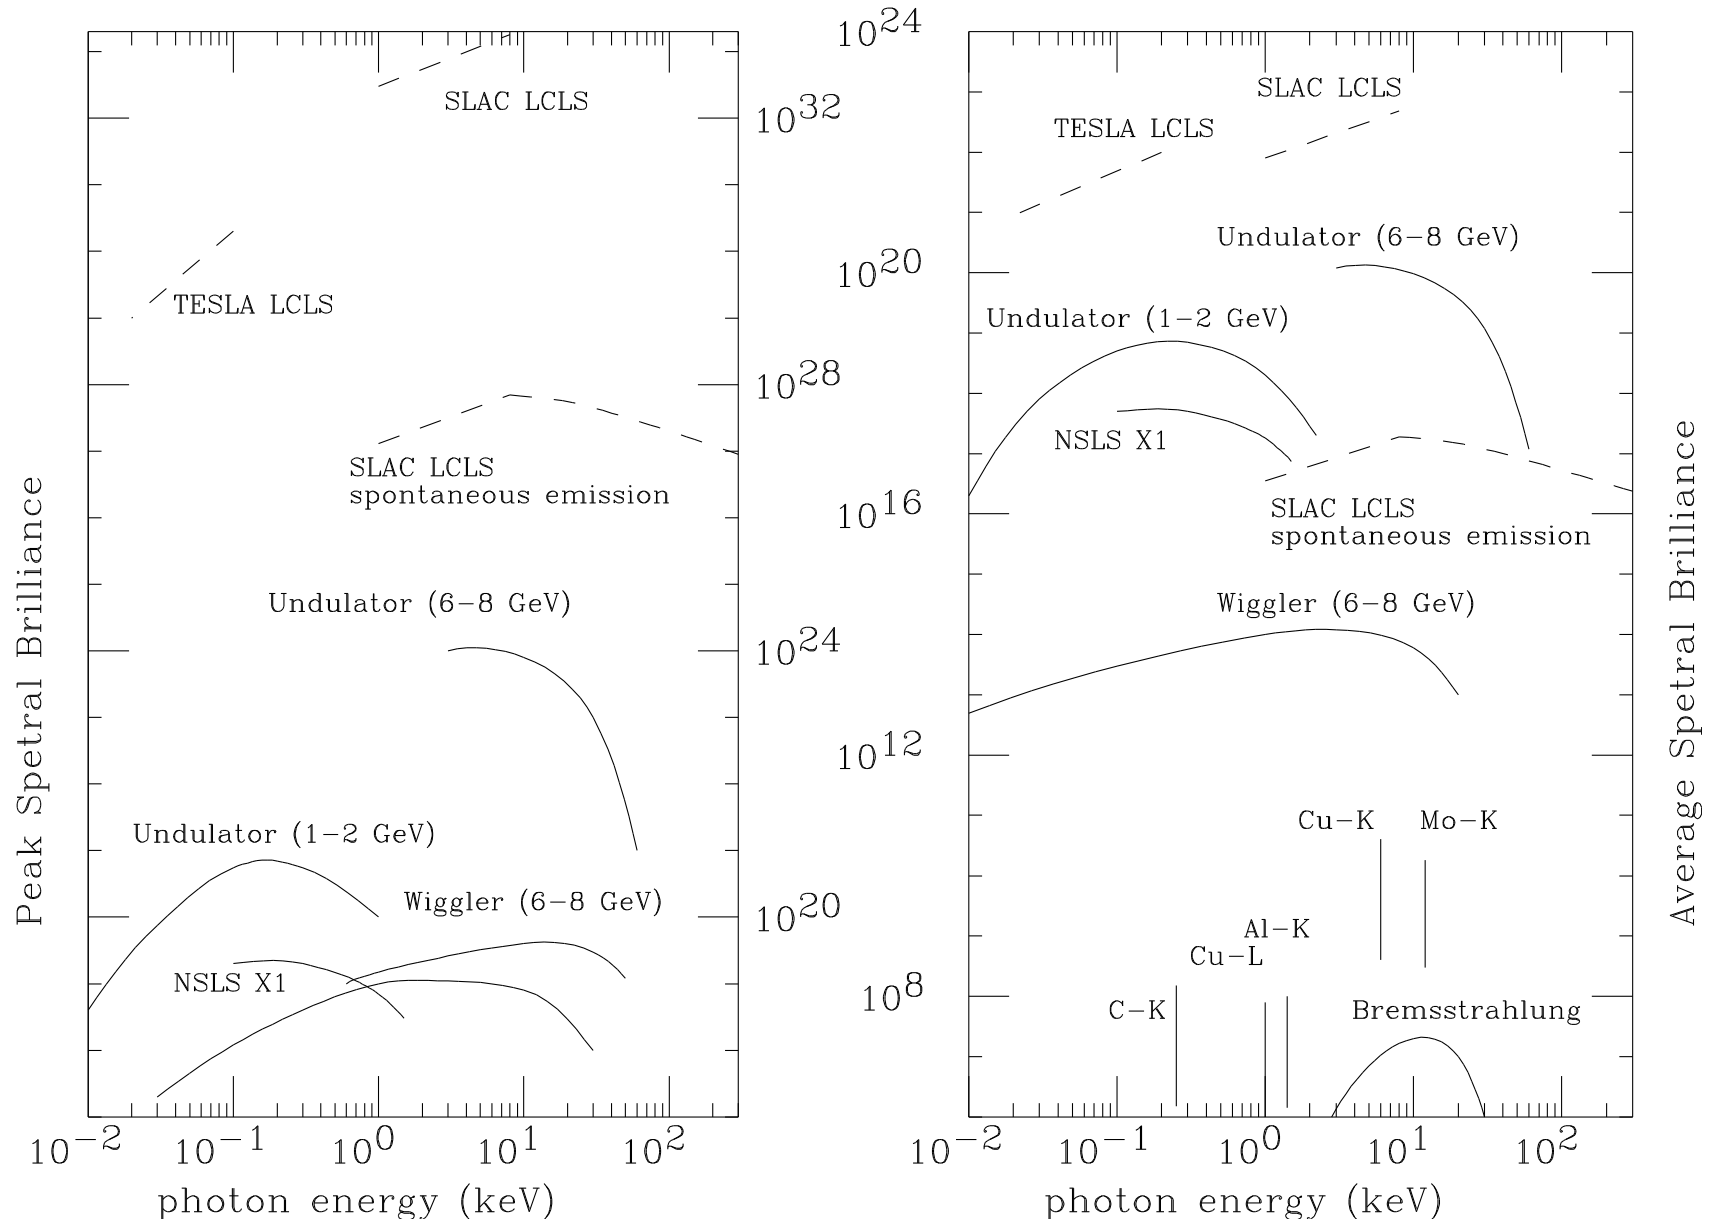 Peak Spetral Brilliance
SLAC LCLS
TESLA LCLS
SLAC LCLS
spontaneous emission
Undulator (6−8 GeV)
Undulator (1−2 GeV)
Wiggler (6−8 GeV)
NSLS X1
10^32
10^28
10^24
10^20
10^-2 10^-1 10^0 10^1 10^2
photon energy (keV)
10^24
10^20
10^16
10^12
10^8
SLAC LCLS
TESLA LCLS
Undulator (6−8 GeV)
Undulator (1−2 GeV)
NSLS X1
SLAC LCLS
spontaneous emission
Wiggler (6−8 GeV)
Cu−K Mo−K
Al−K
Cu−L
C−K Bremsstrahlung
10^-2 10^-1 10^0 10^1 10^2
photon energy (keV)
Average Spetral Brilliance